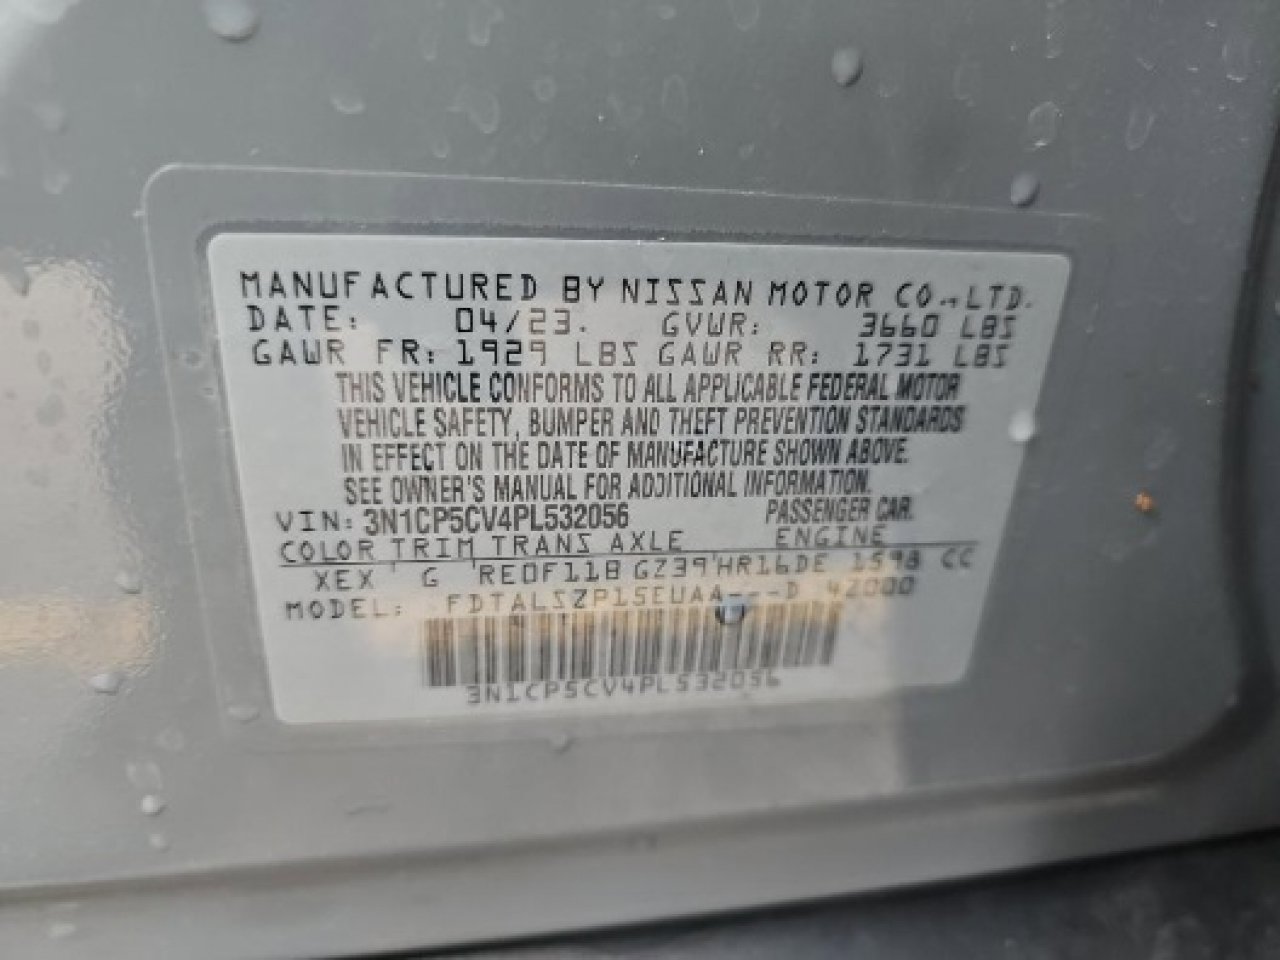 MANUFACTURED BY NISSAN MOTOR CO., LTD.
DATE: 04/23. GVWR: 3660 LBS
GAWR FR: 1929 LBS GAWR RR: 1731 LBS
THIS VEHICLE CONFORMS TO ALL APPLICABLE FEDERAL MOTOR
VEHICLE SAFETY, BUMPER AND THEFT PREVENTION STANDARDS
IN EFFECT ON THE DATE OF MANUFACTURE SHOWN ABOVE.
SEE OWNER'S MANUAL FOR ADDITIONAL INFORMATION.
VIN: 3N1CP5CV4PL532056 PASSENGER CAR.
COLOR TRIM TRANS AXLE ENGINE
XEX G RE0F11B GZ39 HR16DE 1598 CC
MODEL: FDTALSZP15EUAA---D 42000
3N1CP5CV4PL532056